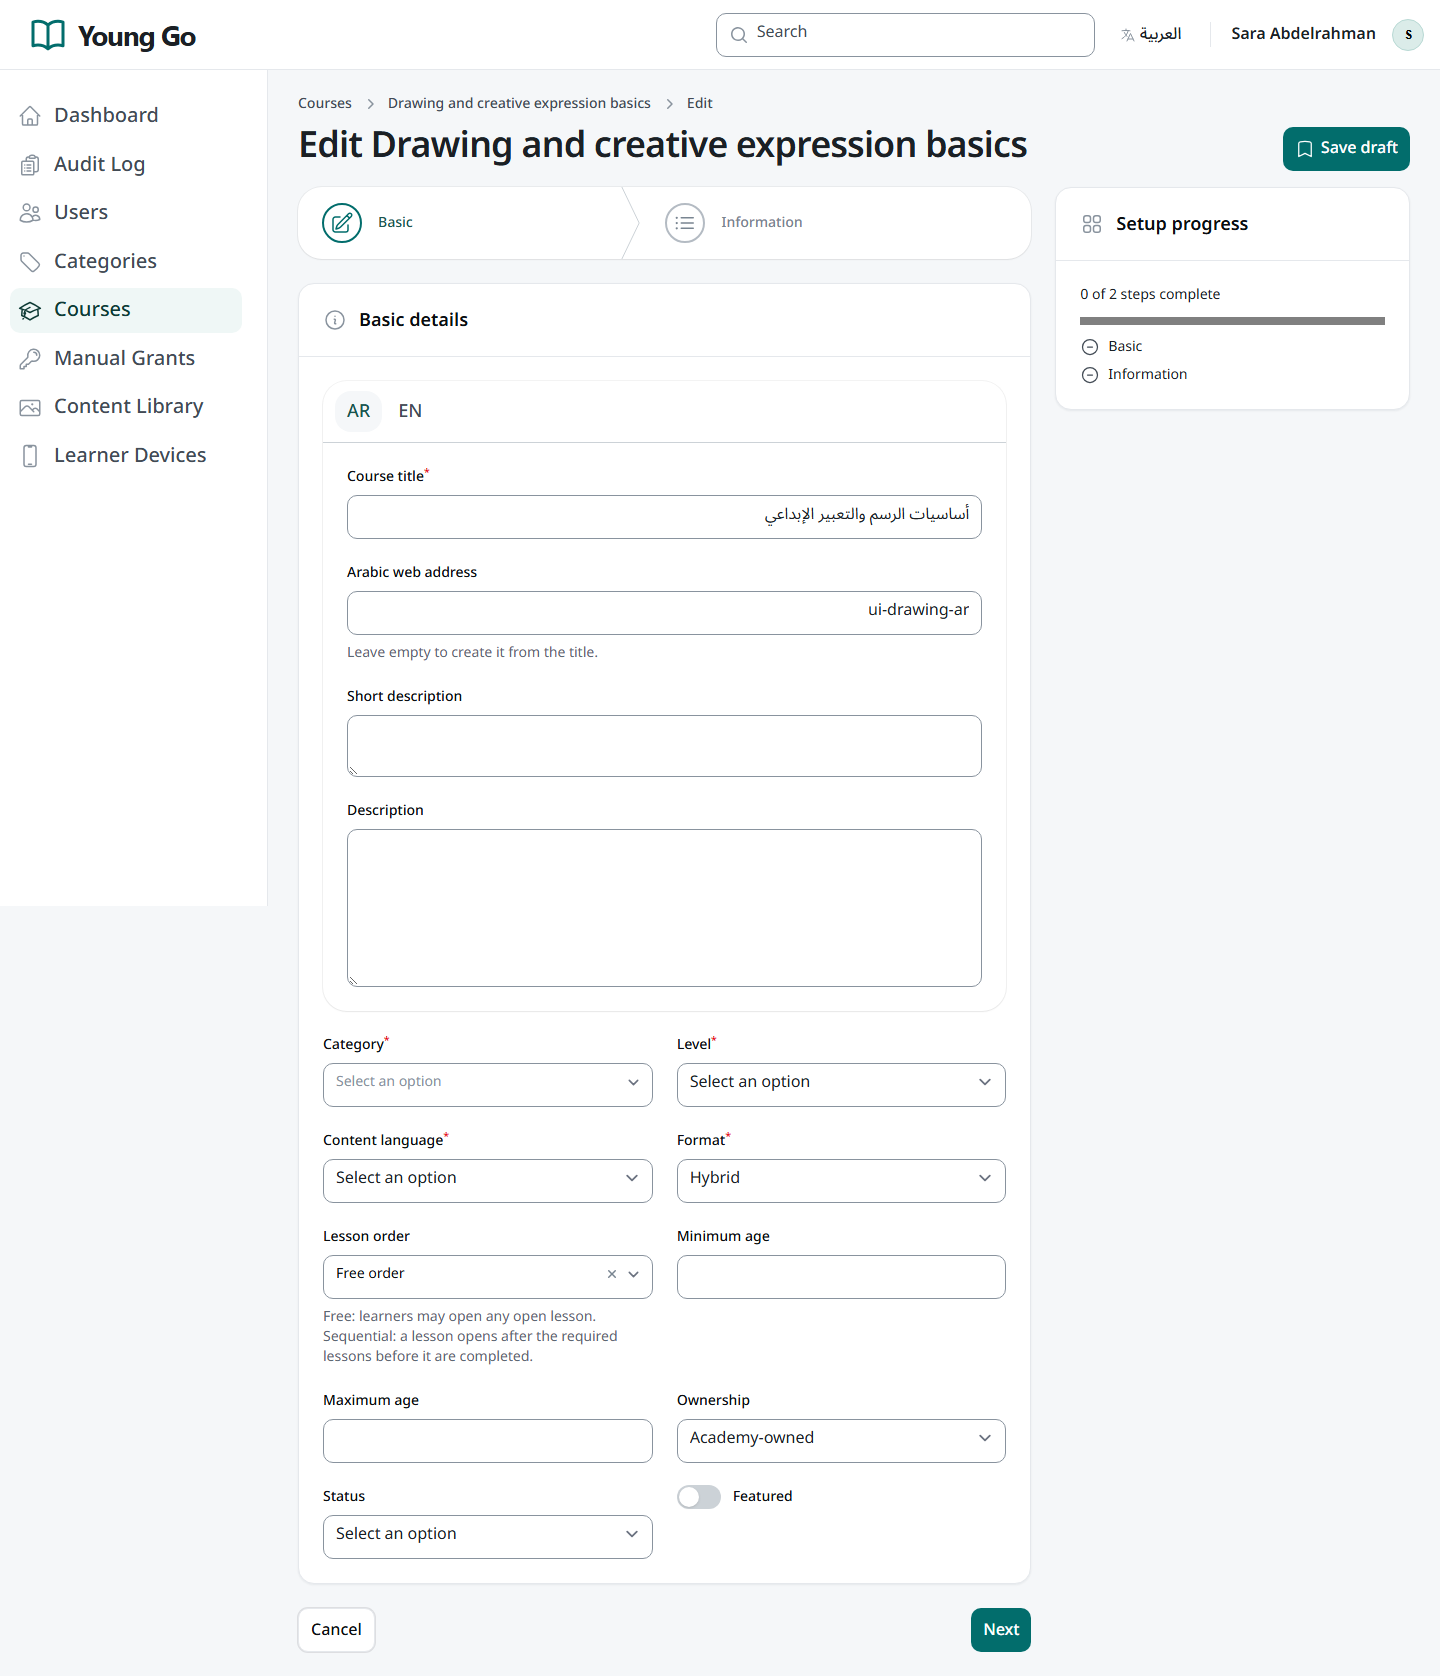 Young Go
Search
العربية
Sara Abdelrahman
S
Dashboard
Audit Log
Users
Categories
Courses
Manual Grants
Content Library
Learner Devices
Courses > Drawing and creative expression basics > Edit
Edit Drawing and creative expression basics
Save draft
Basic
Information
Setup progress
0 of 2 steps complete
Basic
Information
Basic details
AR EN
Course title*
أساسيات الرسم والتعبير الإبداعي
Arabic web address
ui-drawing-ar
Leave empty to create it from the title.
Short description
Description
Category* Level*
Select an option Select an option
Content language* Format*
Select an option Hybrid
Lesson order Minimum age
Free order
Free: learners may open any open lesson.
Sequential: a lesson opens after the required
lessons before it are completed.
Maximum age Ownership
Academy-owned
Status Featured
Select an option
Cancel Next